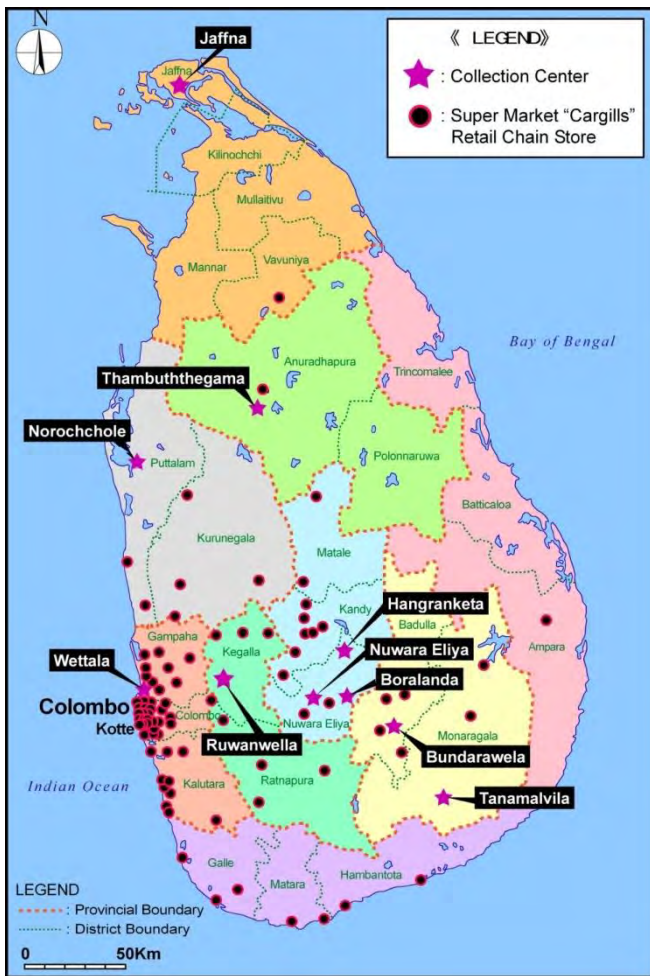 N
《 LEGEND》
: Collection Center
: Super Market “Cargills”
Retail Chain Store
Jaffna
Jaffna
Kilinochchi
Mullaitivu
Mannar
Vavuniya
Bay of Bengal
Anuradhapura
Trincomalee
Thambuththegama
Norochchole
Puttalam
Polonnaruwa
Batticaloa
Kurunegala
Matale
Kandy
Hangranketa
Badulla
Ampara
Gampaha
Kegalla
Nuwara Eliya
Wettala
Boralanda
Colombo
Colombo
Kotte
Nuwara Eliya
Monaragala
Ruwanwella
Bundarawela
Indian Ocean
Kalutara
Ratnapura
Tanamalvila
Galle
Matara
Hambantota
LEGEND
: Provincial Boundary
: District Boundary
0
50Km